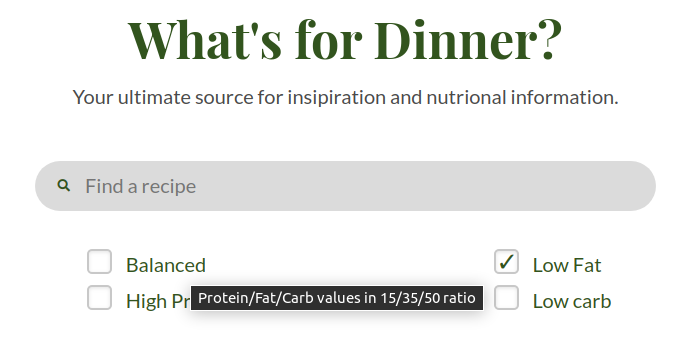 What's for Dinner?
Your ultimate source for insipiration and nutrional information.
Find a recipe
Balanced
Low Fat
High Pr
Protein/Fat/Carb values in 15/35/50 ratio
Low carb